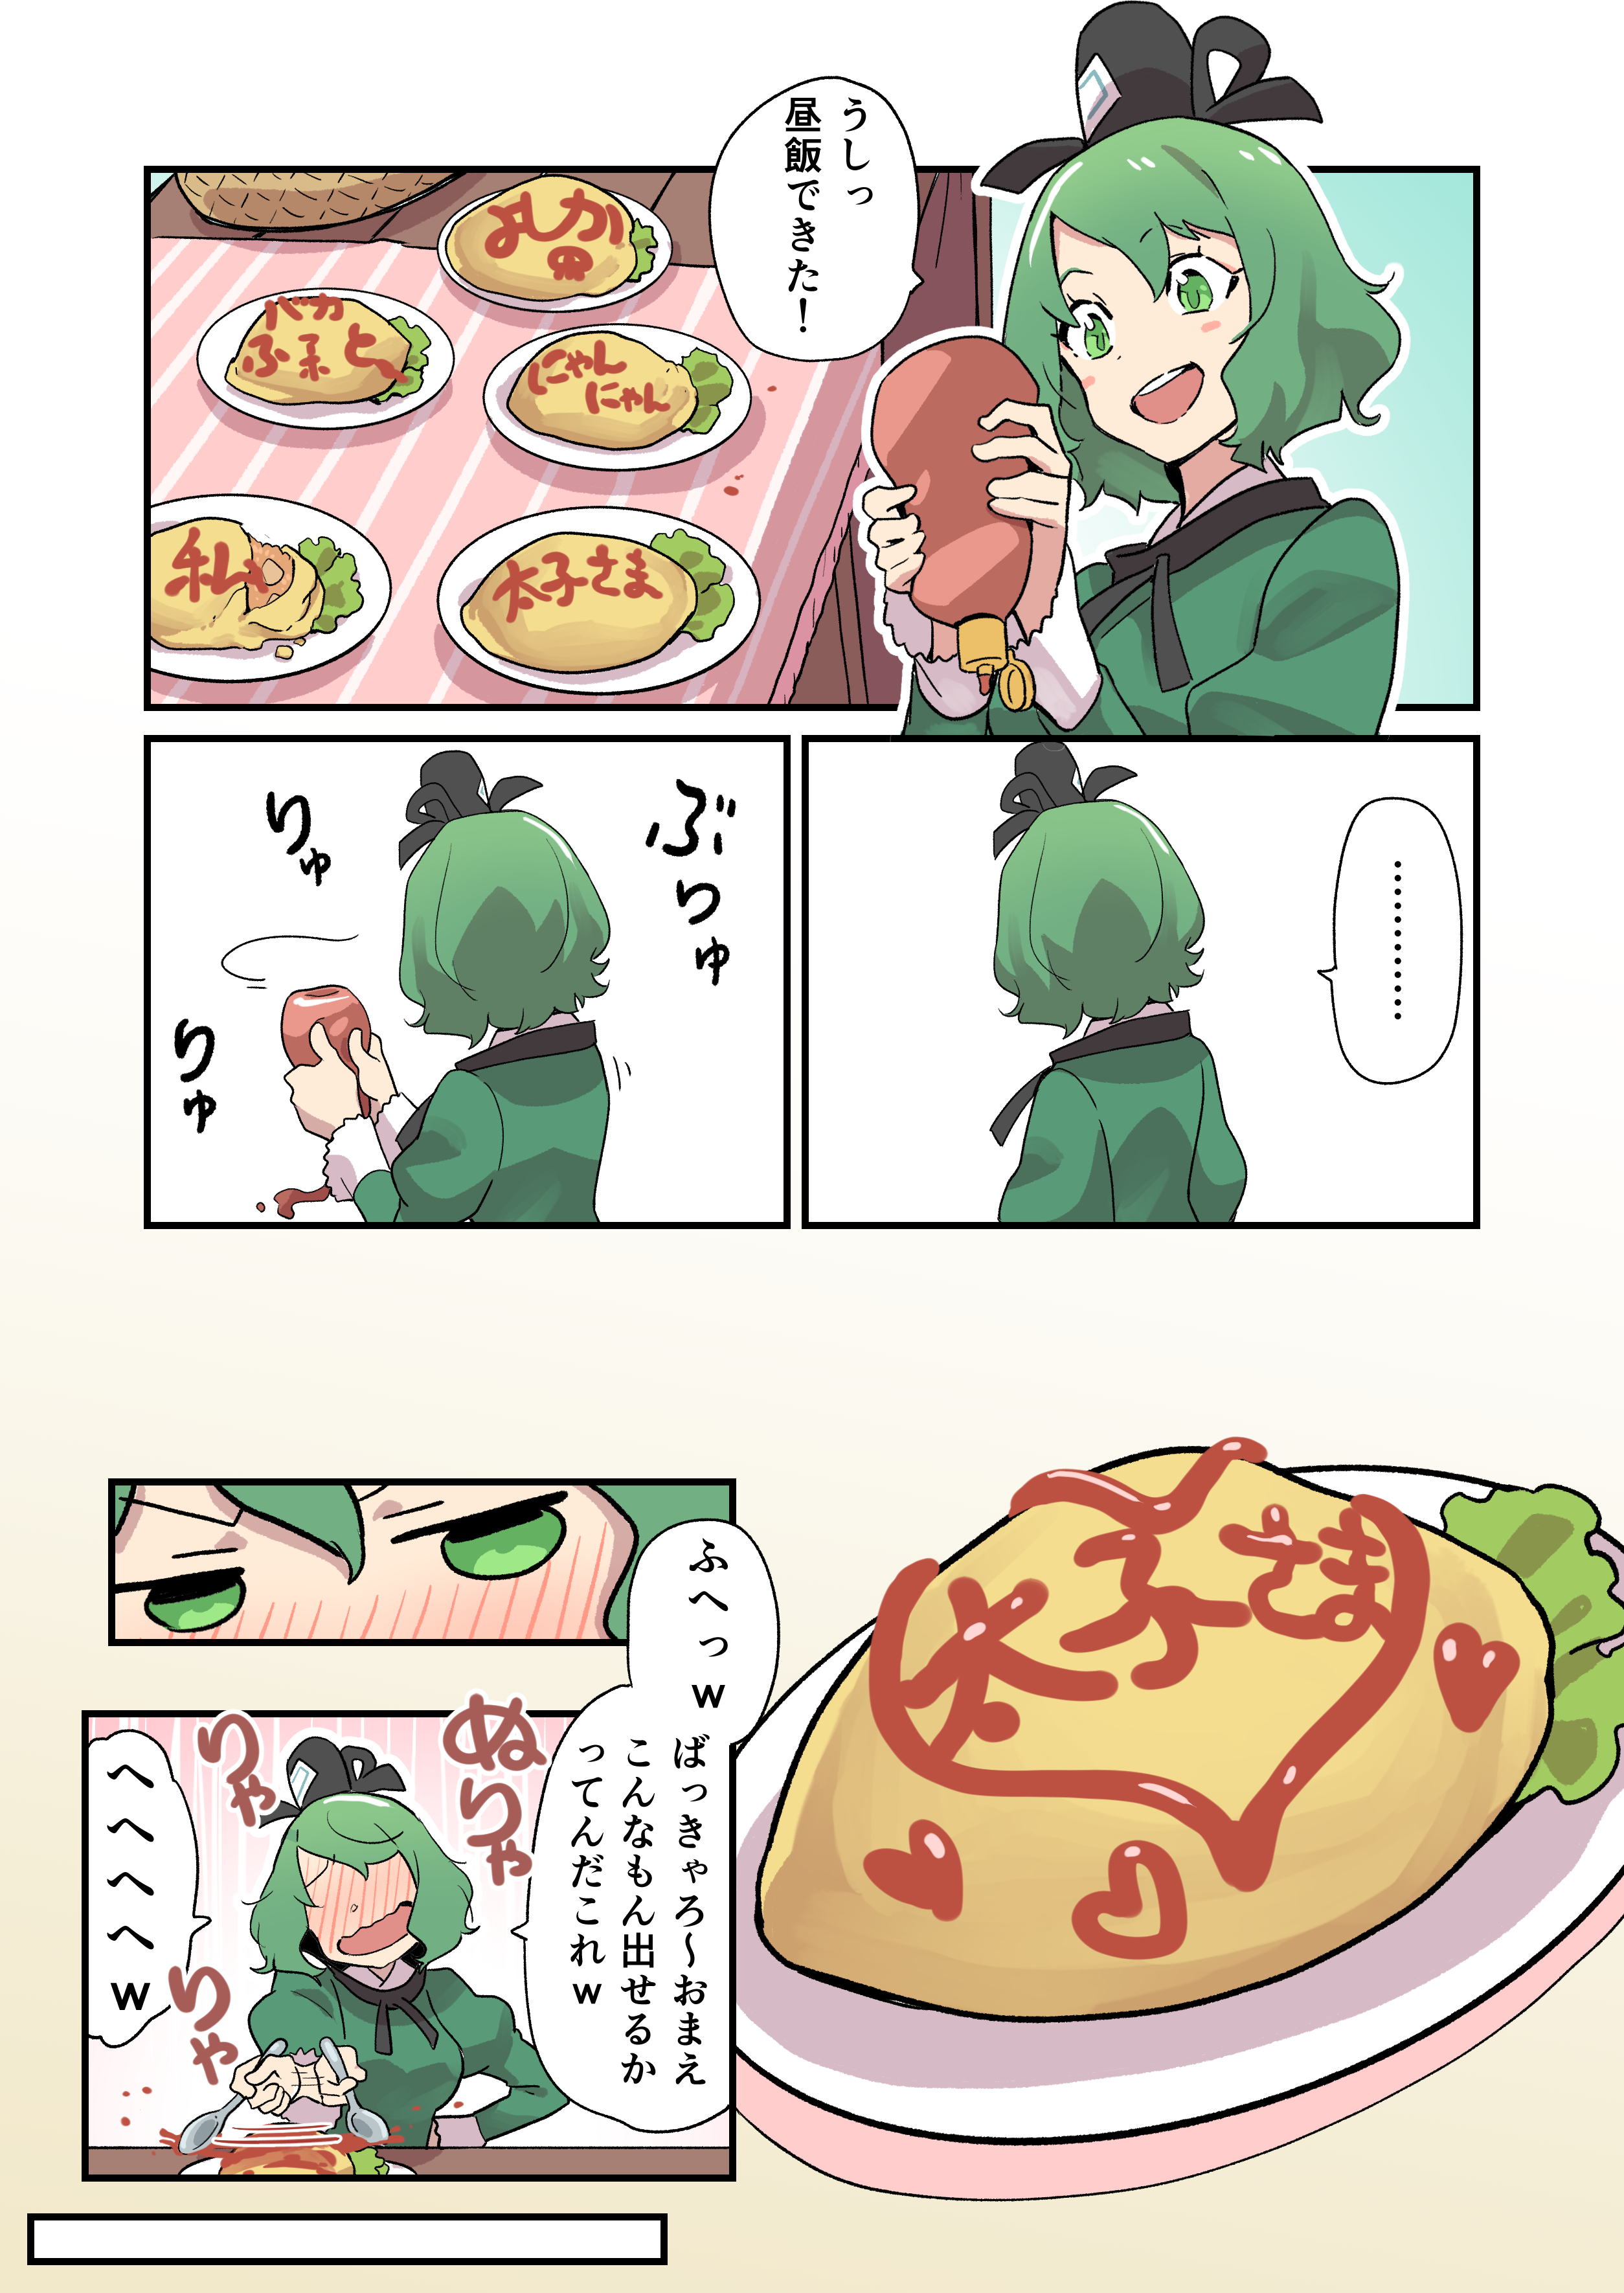 うしっ
昼飯できた！
よしか
バカ
ふ まと
にゃん
にゃん
私
太子さま
…………
ぶりゅ
りゅ
りゅ
太子さま
ふへっw
ばっきゃろ～おまえ
こんなもん出せるか
ってんだこれw
ぬりゃ
りゃ
りゃ
へへへへw